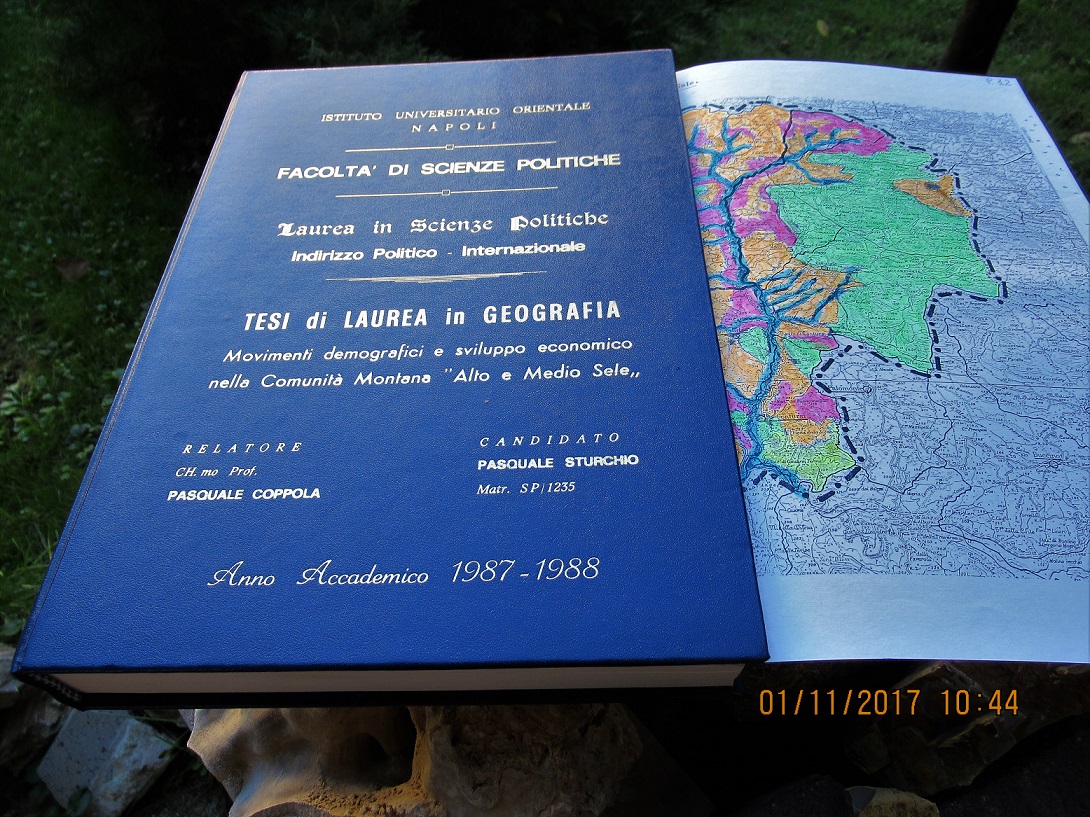 ISTITUTO UNIVERSITARIO ORIENTALE
NAPOLI
FACOLTA' DI SCIENZE POLITICHE
Laurea in Scienze Politiche
Indirizzo Politico - Internazionale
TESI di LAUREA in GEOGRAFIA
Movimenti demografici e sviluppo economico
nella Comunità Montana "Alto e Medio Sele„
RELATORE
CH.mo Prof.
PASQUALE COPPOLA
CANDIDATO
PASQUALE STURCHIO
Matr. SP/1235
Anno Accademico 1987-1988
01/11/2017 10:44